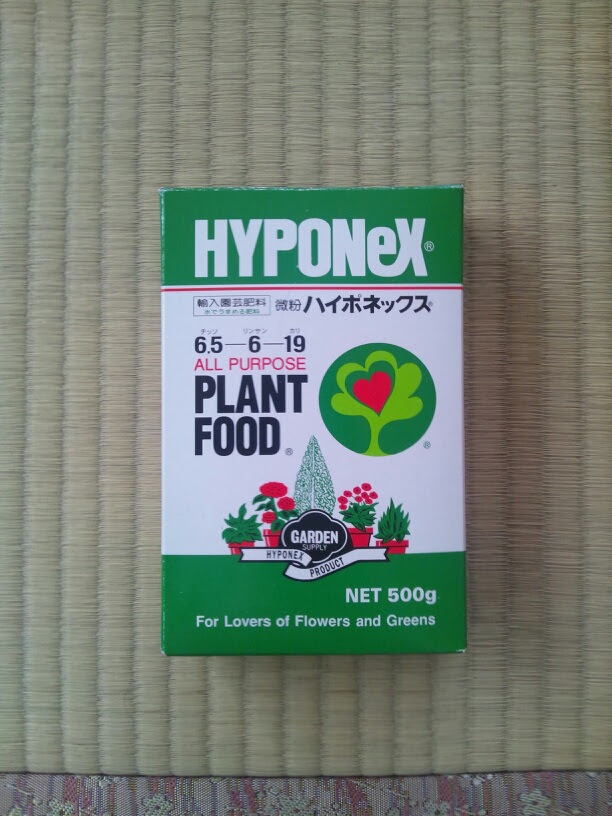 HYPONeX®
輸入園芸肥料
水でうすめる肥料
微粉 ハイポネックス®
チッソ リンサン カリ
6.5—6—19
ALL PURPOSE
PLANT
FOOD®
®
GARDEN
SUPPLY
HYPONEX PRODUCT
NET 500g
For Lovers of Flowers and Greens